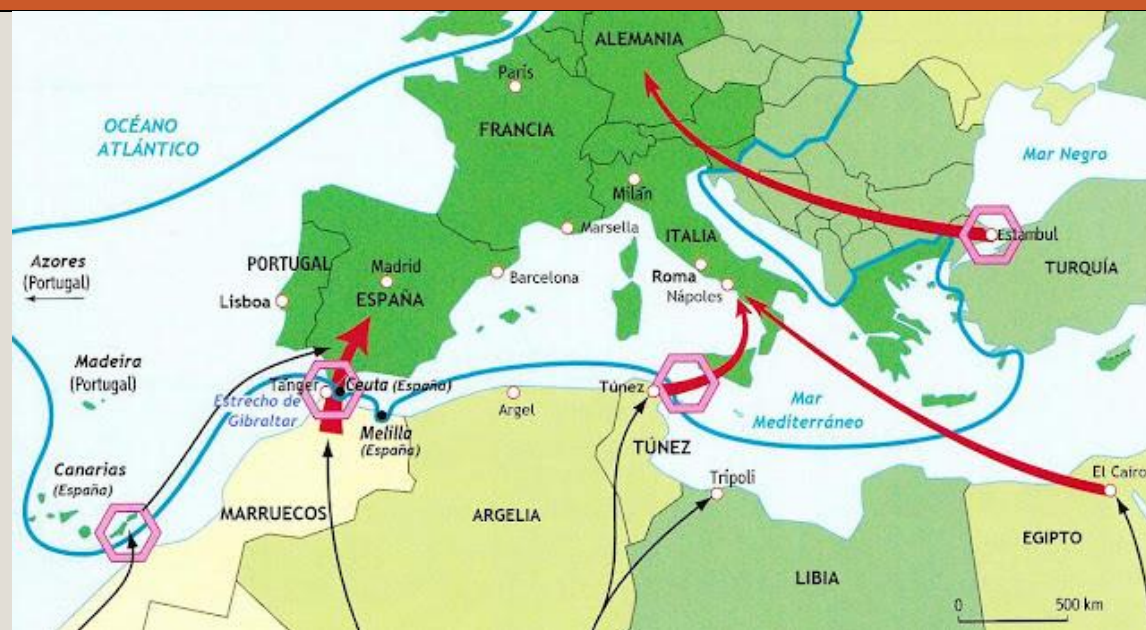 ALEMANIA
París
OCÉANO
ATLÁNTICO
FRANCIA
Mar Negro
Milán
Marsella
ITALIA
Estambul
Azores
(Portugal)
PORTUGAL
Madrid
Barcelona
Roma
TURQUÍA
Lisboa
ESPAÑA
Nápoles
Madeira
(Portugal)
Tánger
Ceuta (España)
Túnez
Estrecho de
Gibraltar
Argel
Mar
Mediterráneo
Melilla
(España)
TÚNEZ
Canarias
(España)
Trípoli
El Cairo
MARRUECOS
ARGELIA
EGIPTO
LIBIA
0 500 km